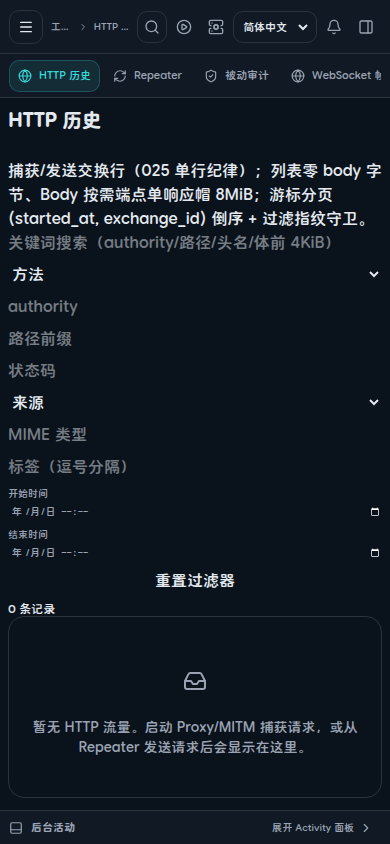 工... HTTP ... 简体中文
HTTP 历史 Repeater 被动审计 WebSocket
HTTP 历史
捕获/发送交换行（025 单行纪律）；列表零 body 字
节、Body 按需端点单响应帽 8MiB；游标分页
(started_at, exchange_id) 倒序 + 过滤指纹守卫。
关键词搜索（authority/路径/头名/体前 4KiB）
方法
authority
路径前缀
状态码
来源
MIME 类型
标签（逗号分隔）
开始时间
年 /月/日 --:--
结束时间
年 /月/日 --:--
重置过滤器
0 条记录
暂无 HTTP 流量。启动 Proxy/MITM 捕获请求，或从
Repeater 发送请求后会显示在这里。
后台活动 展开 Activity 面板